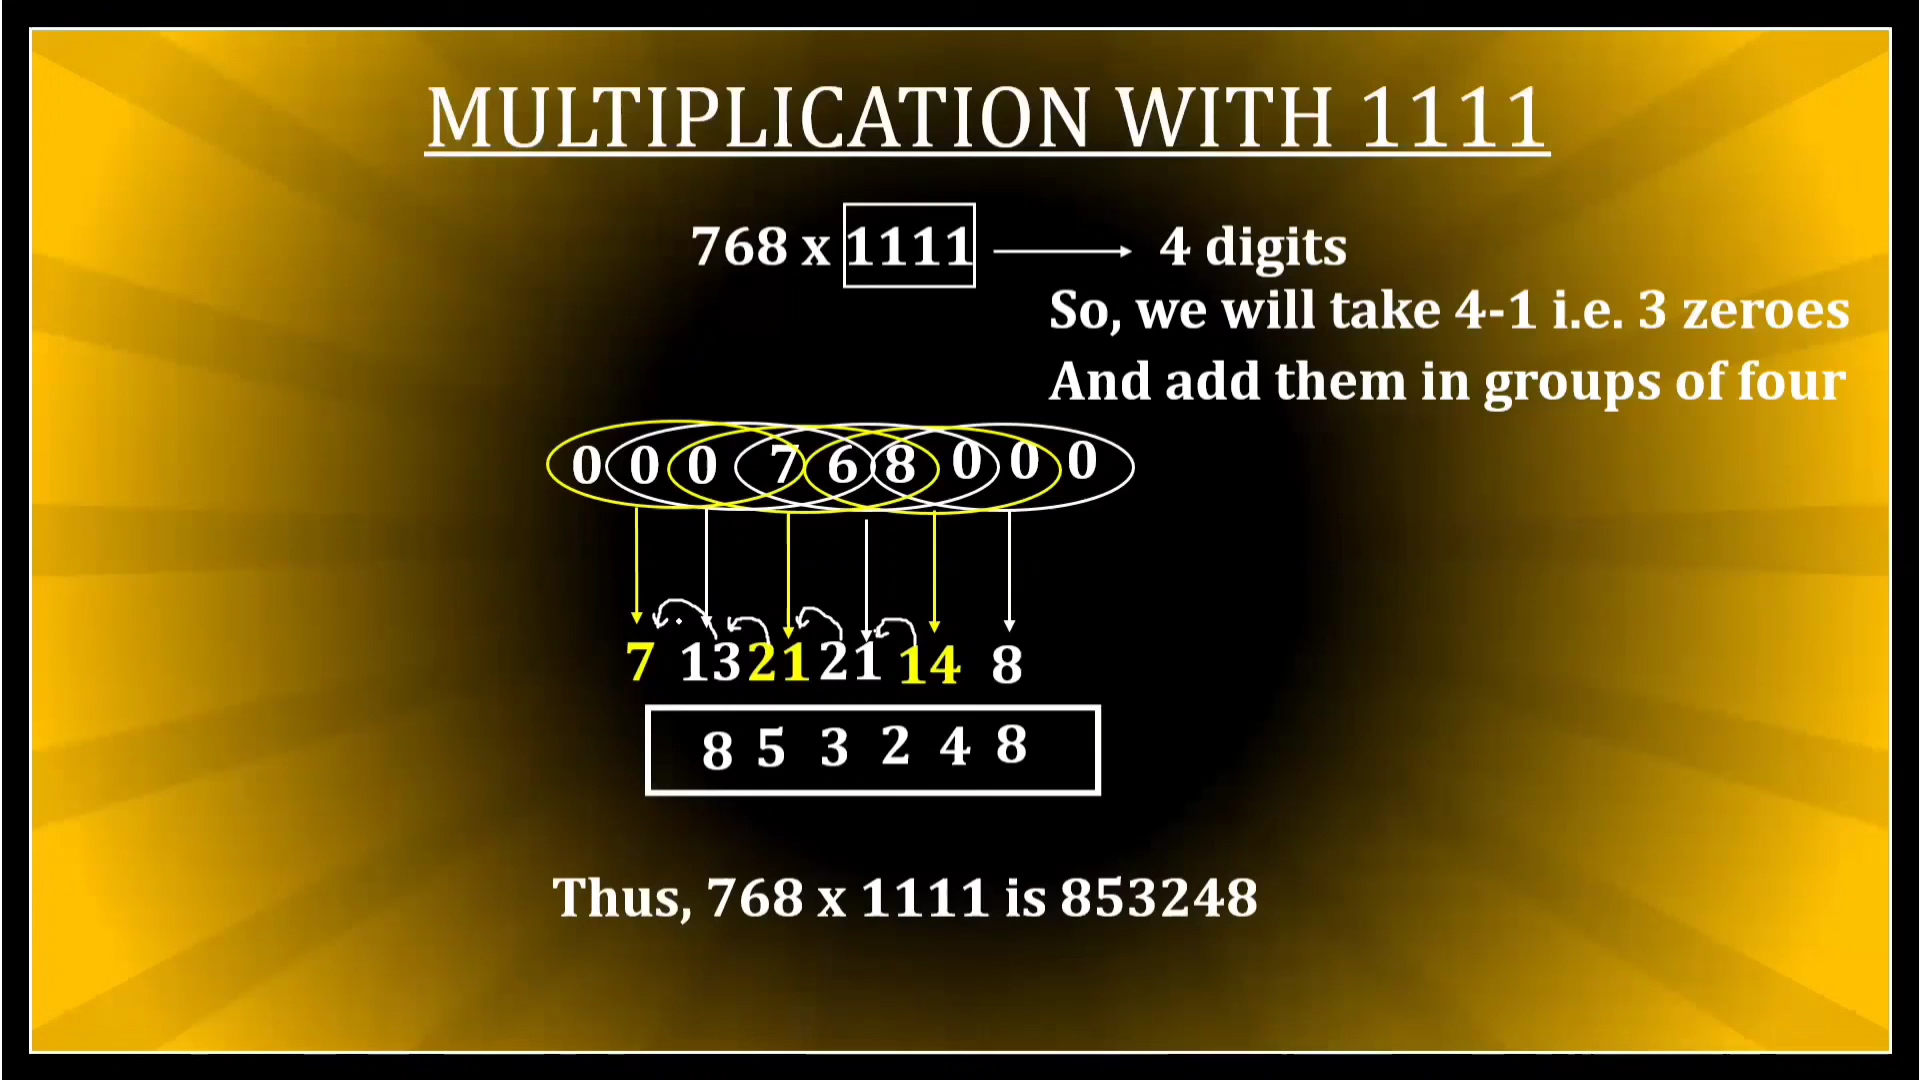 MULTIPLICATION WITH 1111
768 x 1111 4 digits
So, we will take 4-1 i.e. 3 zeroes
And add them in groups of four
0 0 0 7 6 8 0 0 0
7 13 21 21 14 8
8 5 3 2 4 8
Thus, 768 x 1111 is 853248